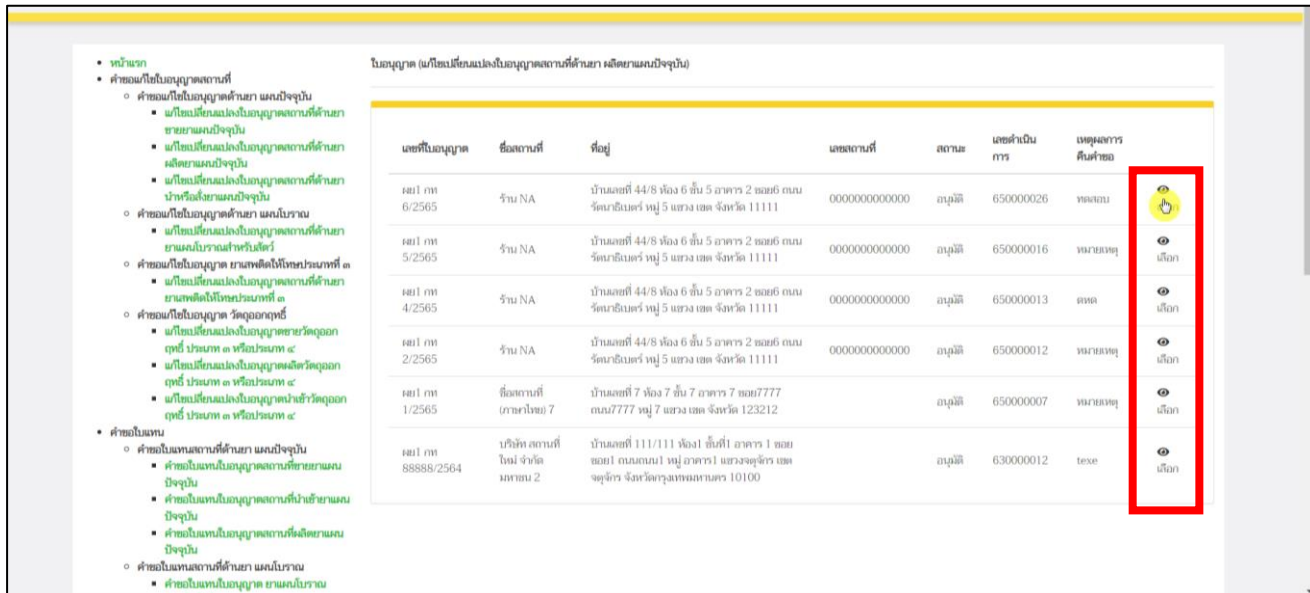 หน้าแรก
คำขอแก้ไขใบอนุญาตสถานที่
คำขอแก้ไขใบอนุญาตด้านยา แผนปัจจุบัน
แก้ไขเปลี่ยนแปลงใบอนุญาตสถานที่ด้านยา
ขายยาแผนปัจจุบัน
แก้ไขเปลี่ยนแปลงใบอนุญาตสถานที่ด้านยา
ผลิตยาแผนปัจจุบัน
แก้ไขเปลี่ยนแปลงใบอนุญาตสถานที่ด้านยา
นำหรือสั่งยาแผนปัจจุบัน
คำขอแก้ไขใบอนุญาตด้านยา แผนโบราณ
แก้ไขเปลี่ยนแปลงใบอนุญาตสถานที่ด้านยา
ยาแผนโบราณสำหรับสัตว์
คำขอแก้ไขใบอนุญาต ยาเสพติดให้โทษประเภทที่ ๓
แก้ไขเปลี่ยนแปลงใบอนุญาตสถานที่ด้านยา
ยาเสพติดให้โทษประเภทที่ ๓
คำขอแก้ไขใบอนุญาต วัตถุออกฤทธิ์
แก้ไขเปลี่ยนแปลงใบอนุญาตขายวัตถุออก
ฤทธิ์ ประเภท ๓ หรือประเภท ๔
แก้ไขเปลี่ยนแปลงใบอนุญาตผลิตวัตถุออก
ฤทธิ์ ประเภท ๓ หรือประเภท ๔
แก้ไขเปลี่ยนแปลงใบอนุญาตนำเข้าวัตถุออก
ฤทธิ์ ประเภท ๓ หรือประเภท ๔
คำขอใบแทน
คำขอใบแทนสถานที่ด้านยา แผนปัจจุบัน
คำขอใบแทนใบอนุญาตสถานที่ขายยาแผน
ปัจจุบัน
คำขอใบแทนใบอนุญาตสถานที่นำเข้ายาแผน
ปัจจุบัน
คำขอใบแทนใบอนุญาตสถานที่ผลิตยาแผน
ปัจจุบัน
คำขอใบแทนสถานที่ด้านยา แผนโบราณ
คำขอใบแทนใบอนุญาต ยาแผนโบราณ
ใบอนุญาต (แก้ไขเปลี่ยนแปลงใบอนุญาตสถานที่ด้านยา ผลิตยาแผนปัจจุบัน)
เลขที่ใบอนุญาต ชื่อสถานที่ ที่อยู่ เลขสถานที่ สถานะ เลขดำเนิน เหตุผลการ
การ คืนคำขอ
ผย1 กท ร้าน NA บ้านเลขที่ 44/8 ห้อง 6 ชั้น 5 อาคาร 2 ซอย6 ถนน 0000000000000 อนุมัติ 650000026 ทดสอบ
6/2565 รัตนาธิเบศร์ หมู่ 5 แขวง เขต จังหวัด 11111
ผย1 กท ร้าน NA บ้านเลขที่ 44/8 ห้อง 6 ชั้น 5 อาคาร 2 ซอย6 ถนน 0000000000000 อนุมัติ 650000016 หมายเหตุ
5/2565 รัตนาธิเบศร์ หมู่ 5 แขวง เขต จังหวัด 11111 เลือก
ผย1 กท ร้าน NA บ้านเลขที่ 44/8 ห้อง 6 ชั้น 5 อาคาร 2 ซอย6 ถนน 0000000000000 อนุมัติ 650000013
4/2565 รัตนาธิเบศร์ หมู่ 5 แขวง เขต จังหวัด 11111 เลือก
ผย1 กท ร้าน NA บ้านเลขที่ 44/8 ห้อง 6 ชั้น 5 อาคาร 2 ซอย6 ถนน 0000000000000 อนุมัติ 650000012 หมายเหตุ
2/2565 รัตนาธิเบศร์ หมู่ 5 แขวง เขต จังหวัด 11111 เลือก
ผย1 กท ชื่อสถานที่ บ้านเลขที่ 7 ห้อง 7 ชั้น 7 อาคาร 7 ซอย7777 อนุมัติ 650000007 หมายเหตุ
1/2565 (ภาษาไทย) 7 ถนน7777 หมู่ 7 แขวง เขต จังหวัด 123212 เลือก
ผย1 กท บริษัท สถานที่ บ้านเลขที่ 111/111 ห้อง1 ชั้นที่1 อาคาร 1 ซอย อนุมัติ 630000012 texe
88888/2564 ใหม่ จำกัด ซอย1 ถนนถนน1 หมู่ อาคาร1 แขวงจตุจักร เขต เลือก
มหาชน 2 จตุจักร จังหวัดกรุงเทพมหานคร 10100